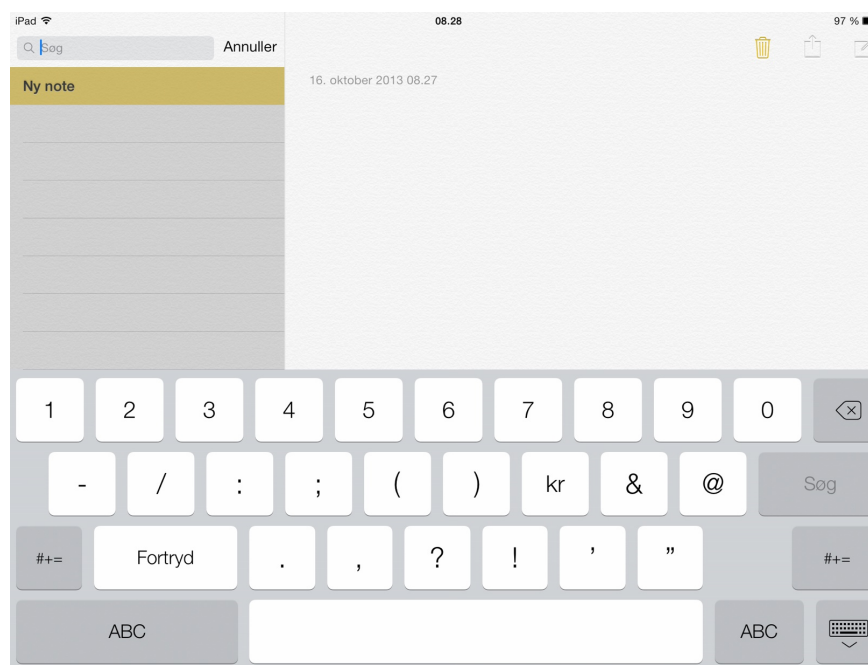 iPad 08.28 97 %
Søg Annuller
Ny note
16. oktober 2013 08.27
1 2 3 4 5 6 7 8 9 0
- / : ; ( ) kr & @ Søg
#+= Fortryd . , ? ! ’ ” #+=
ABC ABC